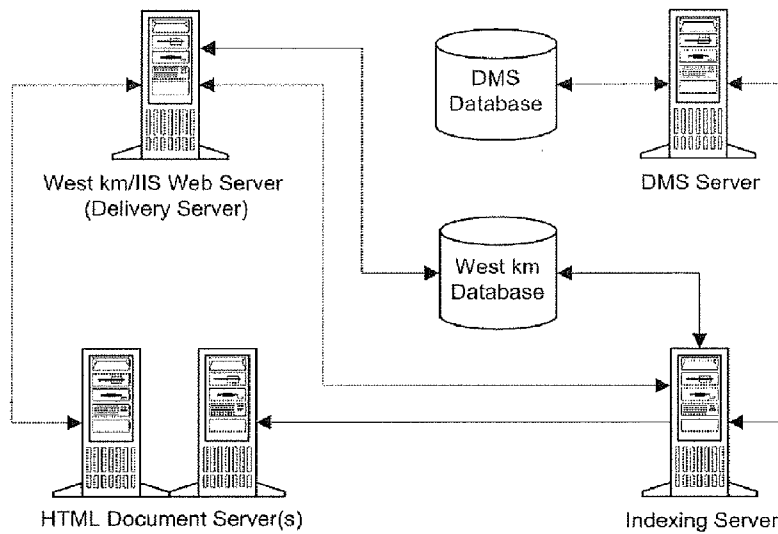 DMS
Database
West km/IIS Web Server
(Delivery Server)
DMS Server
West km
Database
HTML Document Server(s)
Indexing Server